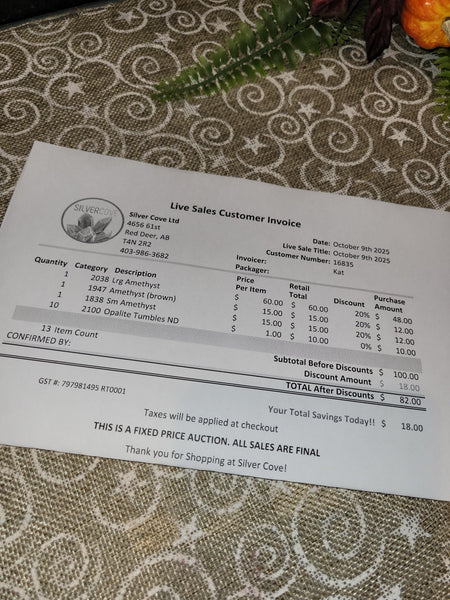 Live Sales Customer Invoice
SILVERCOVE
Silver Cove Ltd
4656 61st
Red Deer, AB
T4N 2R2
403-986-3682
Date: October 9th 2025
Live Sale Title: October 9th 2025
Customer Number: 16835
Invoicer:
Packager: Kat
Quantity Category Description Price Per Item Retail Total Discount Purchase Amount
1 2038 Lrg Amethyst $ 60.00 $ 60.00 20% $ 48.00
1 1947 Amethyst (brown) $ 15.00 $ 15.00 20% $ 12.00
1 1838 Sm Amethyst $ 15.00 $ 15.00 20% $ 12.00
10 2100 Opalite Tumbles ND $ 1.00 $ 10.00 0% $ 10.00
13 Item Count
Subtotal Before Discounts $ 100.00
CONFIRMED BY:
Discount Amount $ 18.00
TOTAL After Discounts $ 82.00
GST #: 797981495 RT0001
Your Total Savings Today!! $ 18.00
Taxes will be applied at checkout
THIS IS A FIXED PRICE AUCTION. ALL SALES ARE FINAL
Thank you for Shopping at Silver Cove!